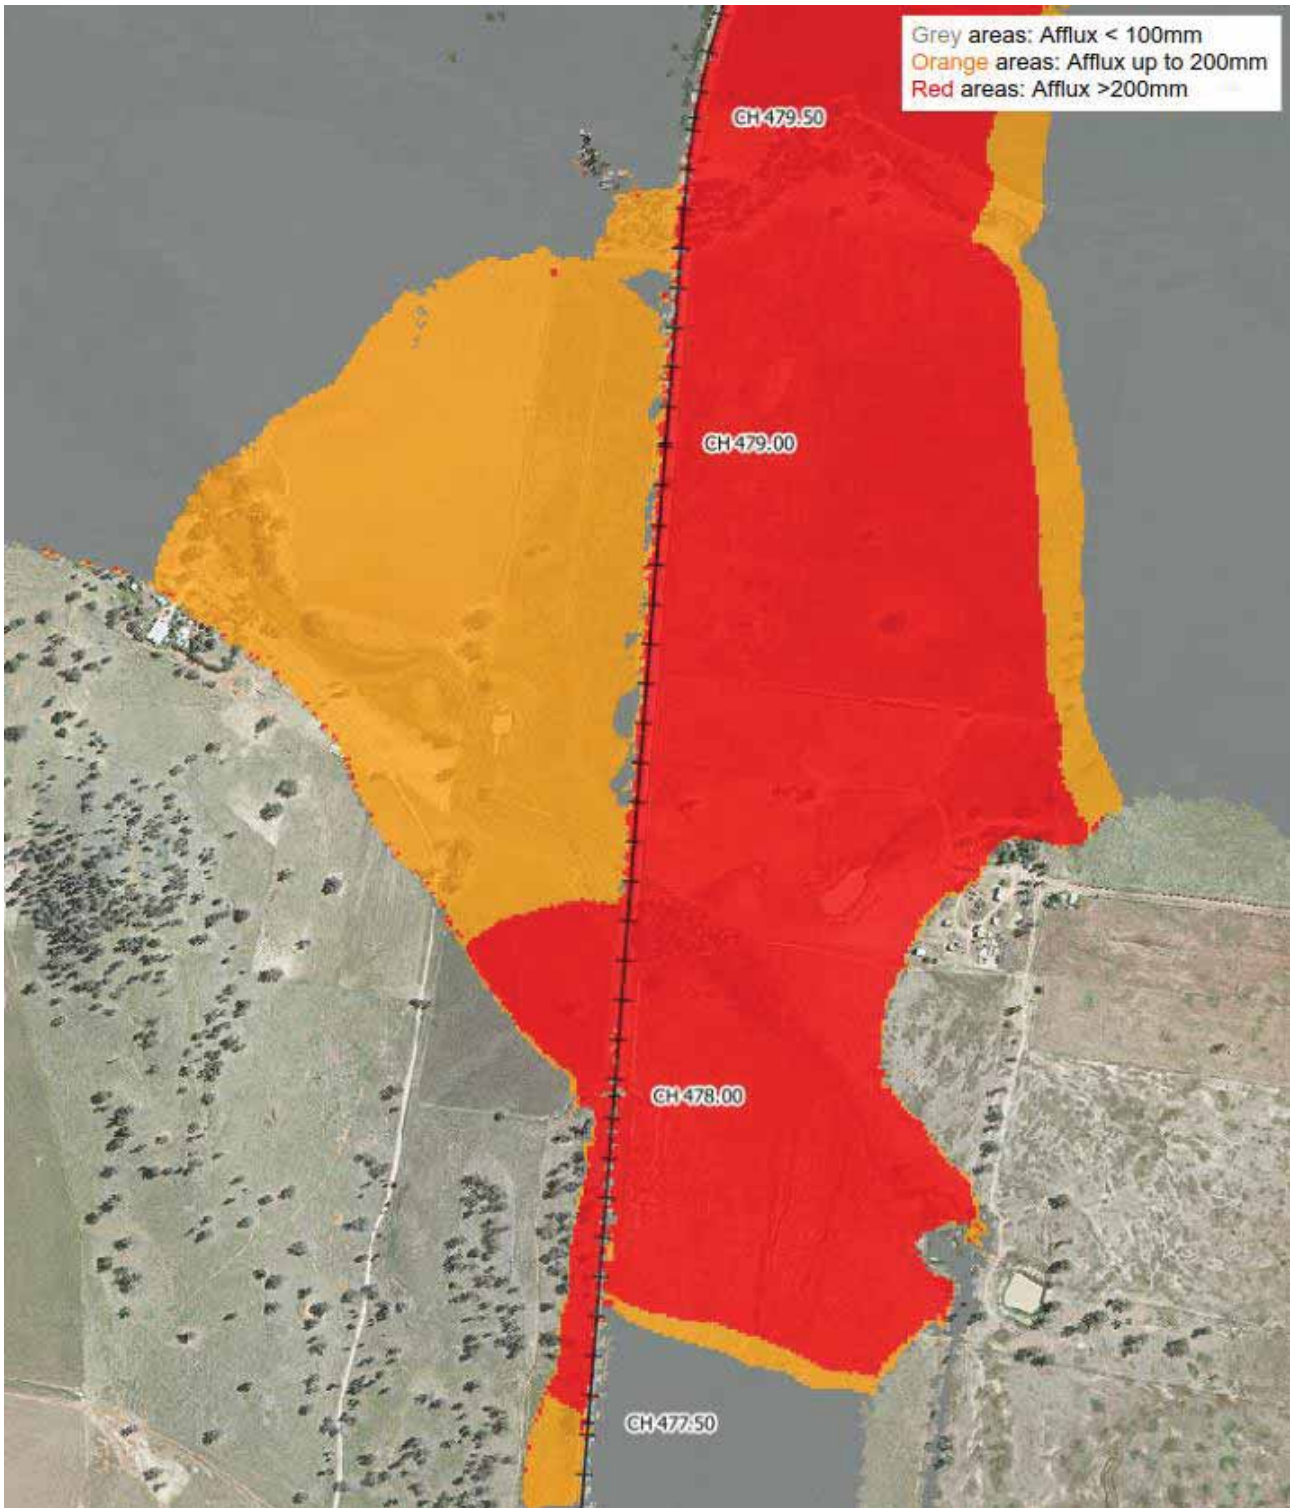 Grey areas: Afflux < 100mm
Orange areas: Afflux up to 200mm
Red areas: Afflux >200mm
CH 479.50
CH 479.00
CH 478.00
CH 477.50